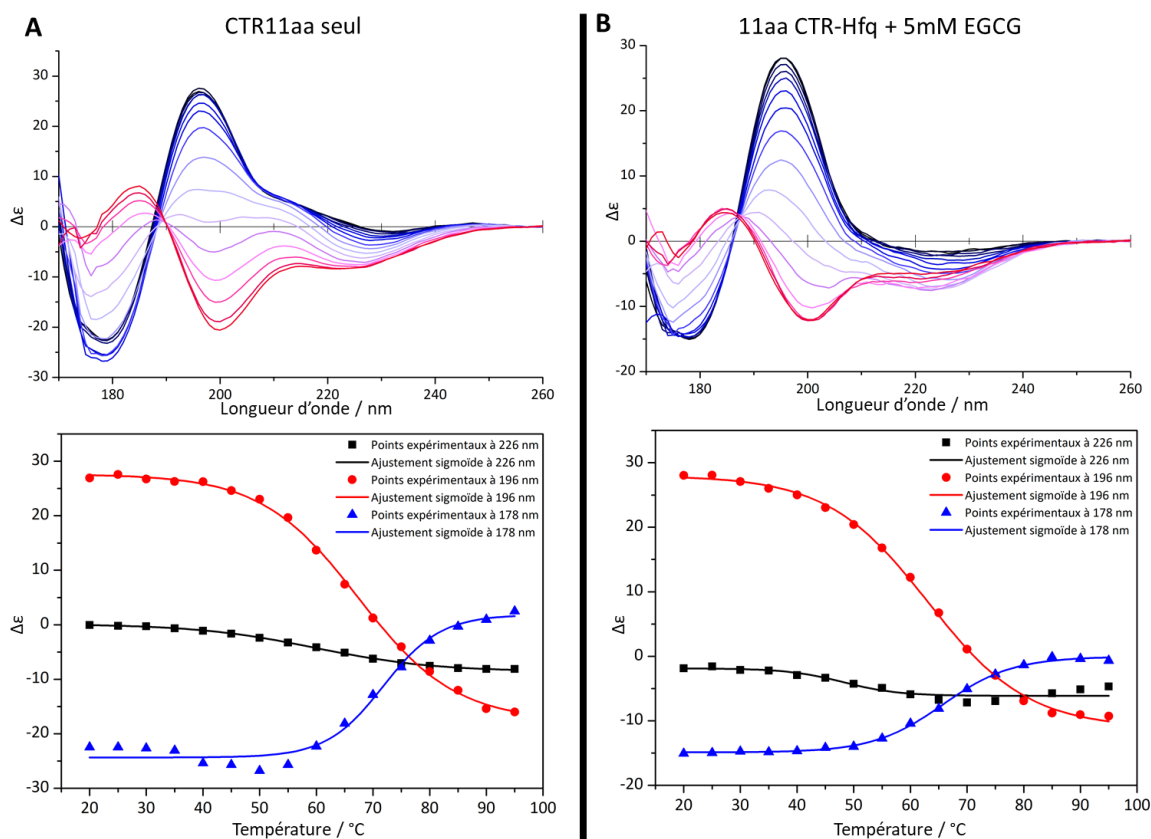 A
CTR11aa seul
30
20
10
0
-10
-20
-30
Δε
180
200
220
240
260
Longueur d'onde / nm
B
11aa CTR-Hfq + 5mM EGCG
30
20
10
0
-10
-20
Δε
180
200
220
240
260
Longueur d'onde / nm
30
20
10
0
-10
-20
-30
Δε
Points expérimentaux à 226 nm
Ajustement sigmoïde à 226 nm
Points expérimentaux à 196 nm
Ajustement sigmoïde à 196 nm
Points expérimentaux à 178 nm
Ajustement sigmoïde à 178 nm
20 30 40 50 60 70 80 90 100
Température / °C
30
20
10
0
-10
-20
Δε
Points expérimentaux à 226 nm
Ajustement sigmoïde à 226 nm
Points expérimentaux à 196 nm
Ajustement sigmoïde à 196 nm
Points expérimentaux à 178 nm
Ajustement sigmoïde à 178 nm
20 30 40 50 60 70 80 90 100
Température / °C